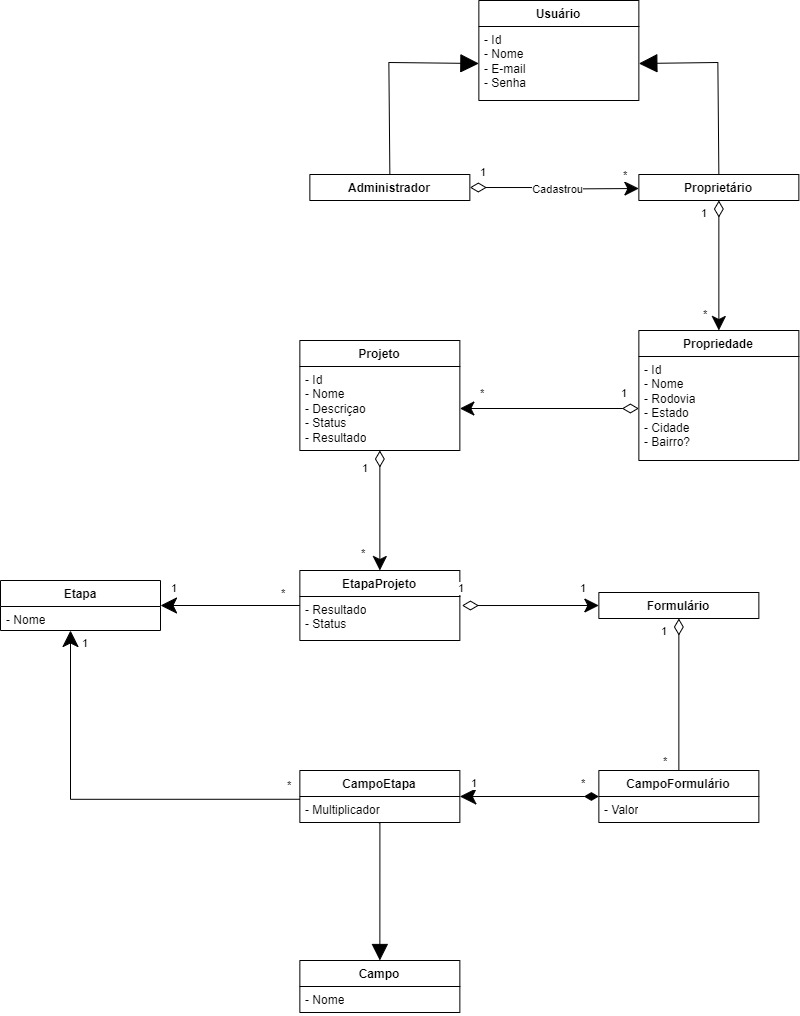 Usuário
- Id
- Nome
- E-mail
- Senha
Administrador
1
Cadastrou
*
Proprietário
1
*
Propriedade
- Id
- Nome
- Rodovia
- Estado
- Cidade
- Bairro?
1
*
Projeto
- Id
- Nome
- Descriçao
- Status
- Resultado
1
*
EtapaProjeto
- Resultado
- Status
*
1
Etapa
- Nome
1
1
1
Formulário
1
*
*
CampoEtapa
- Multiplicador
1
*
CampoFormulário
- Valor
Campo
- Nome